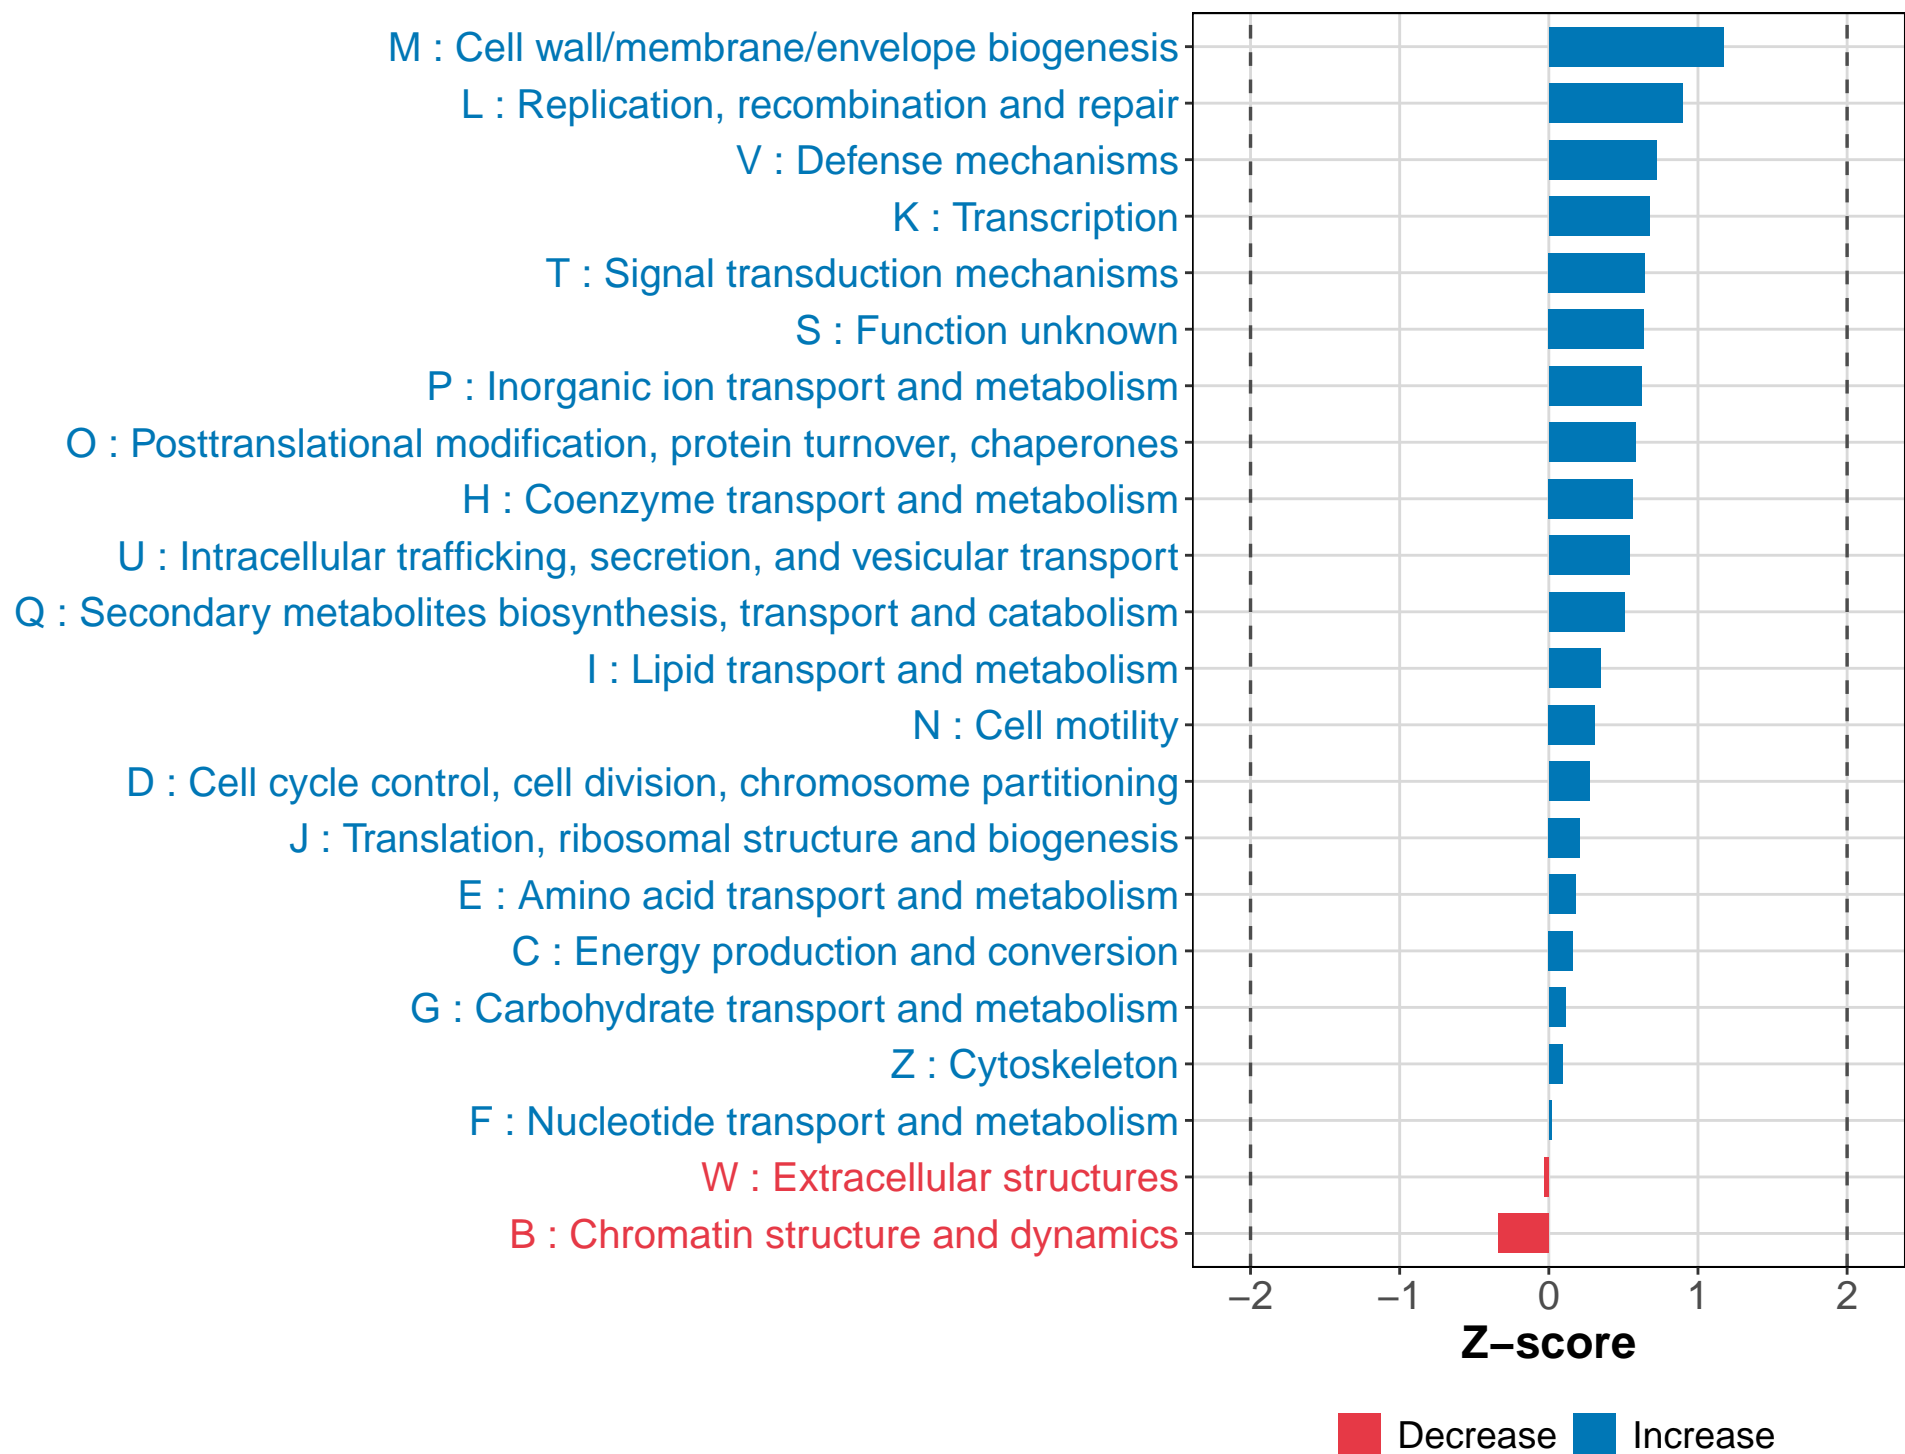 M : Cell wall/membrane/envelope biogenesis
L : Replication, recombination and repair
V : Defense mechanisms
K : Transcription
T : Signal transduction mechanisms
S : Function unknown
P : Inorganic ion transport and metabolism
O : Posttranslational modification, protein turnover, chaperones
H : Coenzyme transport and metabolism
U : Intracellular trafficking, secretion, and vesicular transport
Q : Secondary metabolites biosynthesis, transport and catabolism
I : Lipid transport and metabolism
N : Cell motility
D : Cell cycle control, cell division, chromosome partitioning
J : Translation, ribosomal structure and biogenesis
E : Amino acid transport and metabolism
C : Energy production and conversion
G : Carbohydrate transport and metabolism
Z : Cytoskeleton
F : Nucleotide transport and metabolism
W : Extracellular structures
B : Chromatin structure and dynamics
−2 −1 0 1 2
Z−score
Decrease Increase